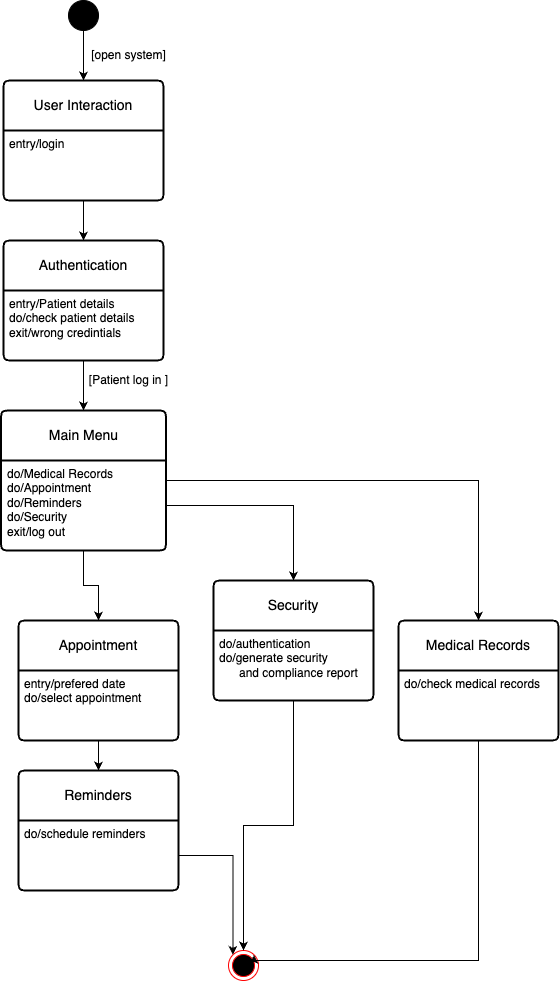 [open system]
User Interaction
entry/login
Authentication
entry/Patient details
do/check patient details
exit/wrong credintials
[Patient log in ]
Main Menu
do/Medical Records
do/Appointment
do/Reminders
do/Security
exit/log out
Security
do/authentication
do/generate security
and compliance report
Appointment
entry/prefered date
do/select appointment
Medical Records
do/check medical records
Reminders
do/schedule reminders